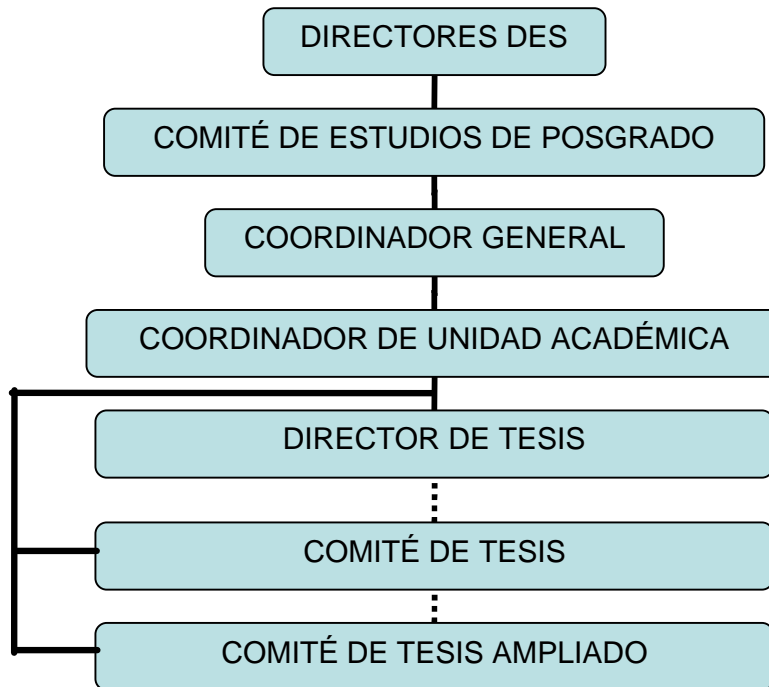 DIRECTORES DES
COMITÉ DE ESTUDIOS DE POSGRADO
COORDINADOR GENERAL
COORDINADOR DE UNIDAD ACADÉMICA
DIRECTOR DE TESIS
COMITÉ DE TESIS
COMITÉ DE TESIS AMPLIADO